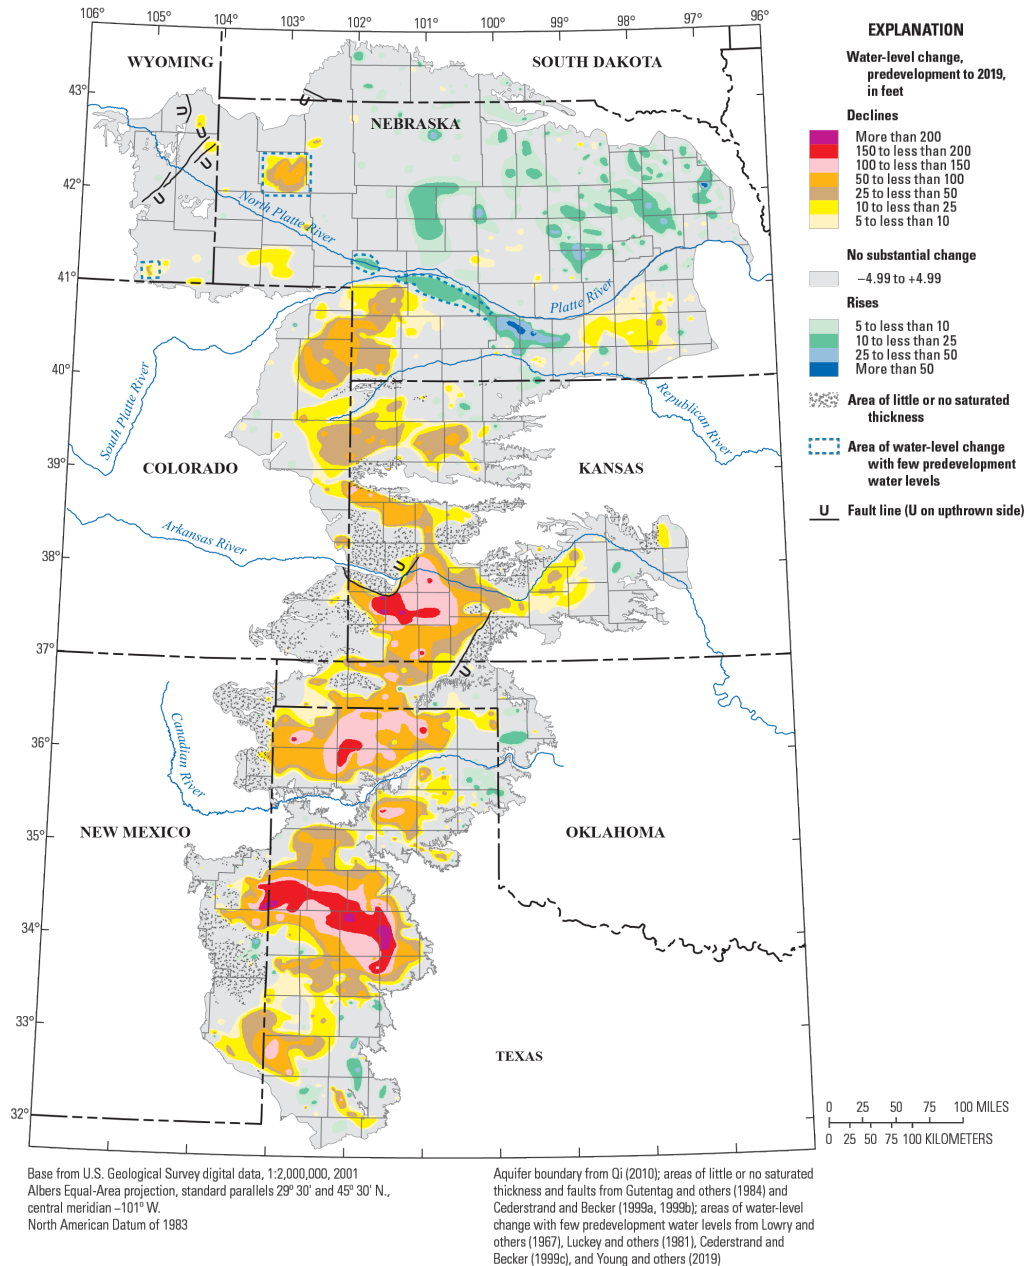 106°
105°
104°
103°
102°
101°
100°
99°
98°
97°
96°
WYOMING
SOUTH DAKOTA
43°
U
U
NEBRASKA
U
U
42°
U
North Platte River
41°
Platte River
40°
South Platte River
Republican River
39°
COLORADO
KANSAS
Arkansas River
38°
U
37°
U
Canadian River
36°
35°
NEW MEXICO
OKLAHOMA
34°
33°
TEXAS
32°
EXPLANATION
Water-level change,
predevelopment to 2019,
in feet
Declines
More than 200
150 to less than 200
100 to less than 150
50 to less than 100
25 to less than 50
10 to less than 25
5 to less than 10
No substantial change
−4.99 to +4.99
Rises
5 to less than 10
10 to less than 25
25 to less than 50
More than 50
Area of little or no saturated
thickness
Area of water-level change
with few predevelopment
water levels
U
Fault line (U on upthrown side)
0 25 50 75 100 MILES
0 25 50 75 100 KILOMETERS
Base from U.S. Geological Survey digital data, 1:2,000,000, 2001
Albers Equal-Area projection, standard parallels 29º 30' and 45º 30' N.,
central meridian –101º W.
North American Datum of 1983
Aquifer boundary from Qi (2010); areas of little or no saturated
thickness and faults from Gutentag and others (1984) and
Cederstrand and Becker (1999a, 1999b); areas of water-level
change with few predevelopment water levels from Lowry and
others (1967), Luckey and others (1981), Cederstrand and
Becker (1999c), and Young and others (2019)